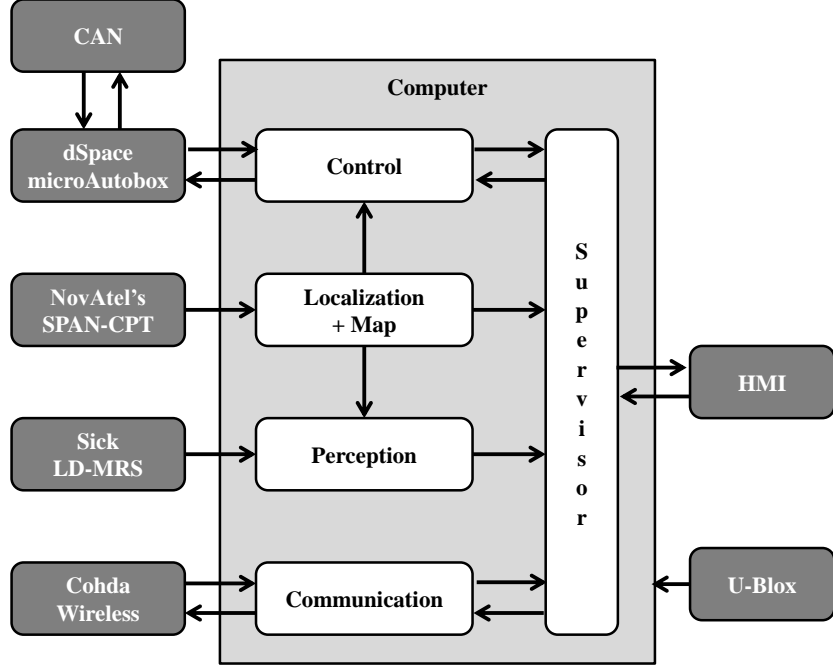 CAN
Computer
dSpace
microAutobox
Control
NovAtel's
SPAN-CPT
Localization
+ Map
Supervisor
HMI
Sick
LD-MRS
Perception
Cohda
Wireless
Communication
U-Blox